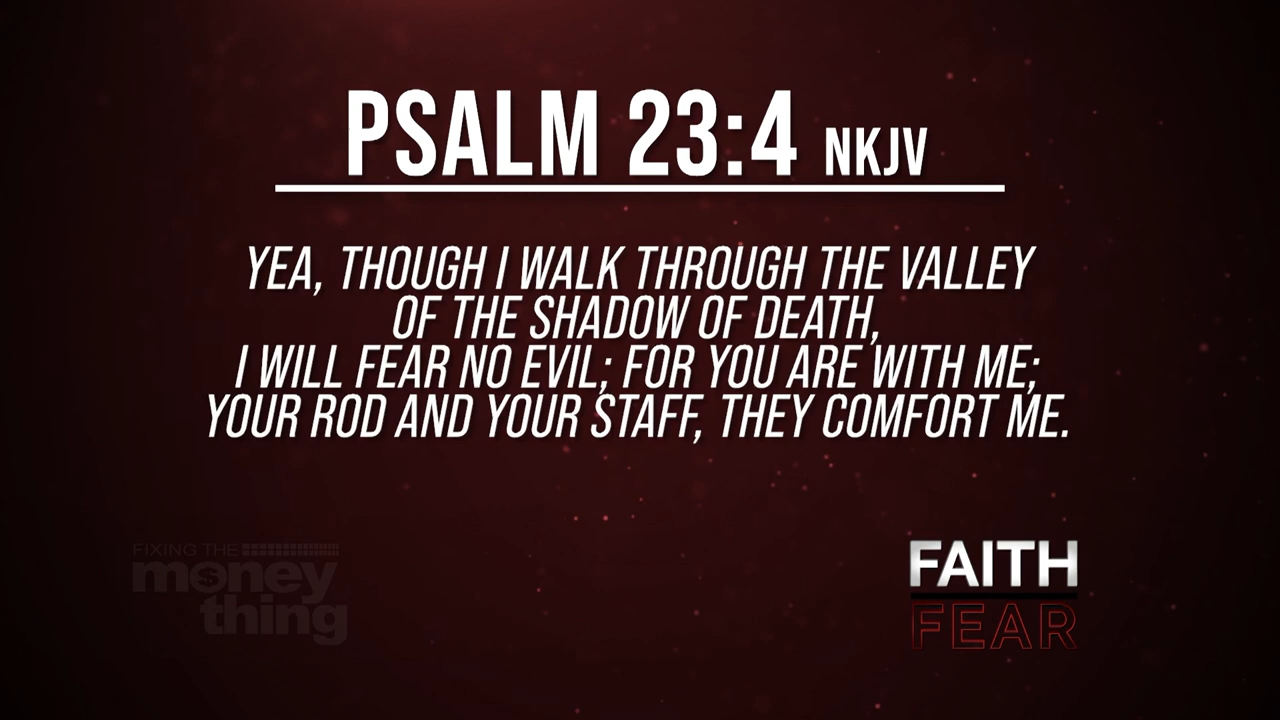 PSALM 23:4 NKJV
YEA, THOUGH I WALK THROUGH THE VALLEY
OF THE SHADOW OF DEATH,
I WILL FEAR NO EVIL; FOR YOU ARE WITH ME;
YOUR ROD AND YOUR STAFF, THEY COMFORT ME.
FIXING THE
money
thing
FAITH
FEAR